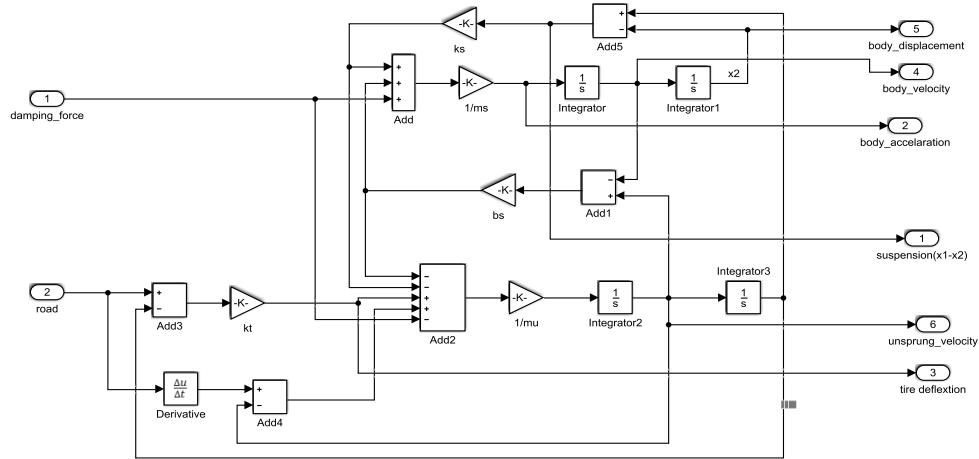 -K-
ks
+
−
Add5
5
body_displacement
x2
4
body_velocity
+
+
+
Add
-K-
1/ms
1
s
Integrator
1
s
Integrator1
1
damping_force
2
body_accelaration
-K-
bs
−
+
Add1
1
suspension(x1-x2)
2
road
+
−
Add3
-K-
kt
−
−
+
+
−
Add2
-K-
1/mu
1
s
Integrator2
Integrator3
1
s
6
unsprung_velocity
3
tire deflextion
Δu
Δt
Derivative
+
−
Add4